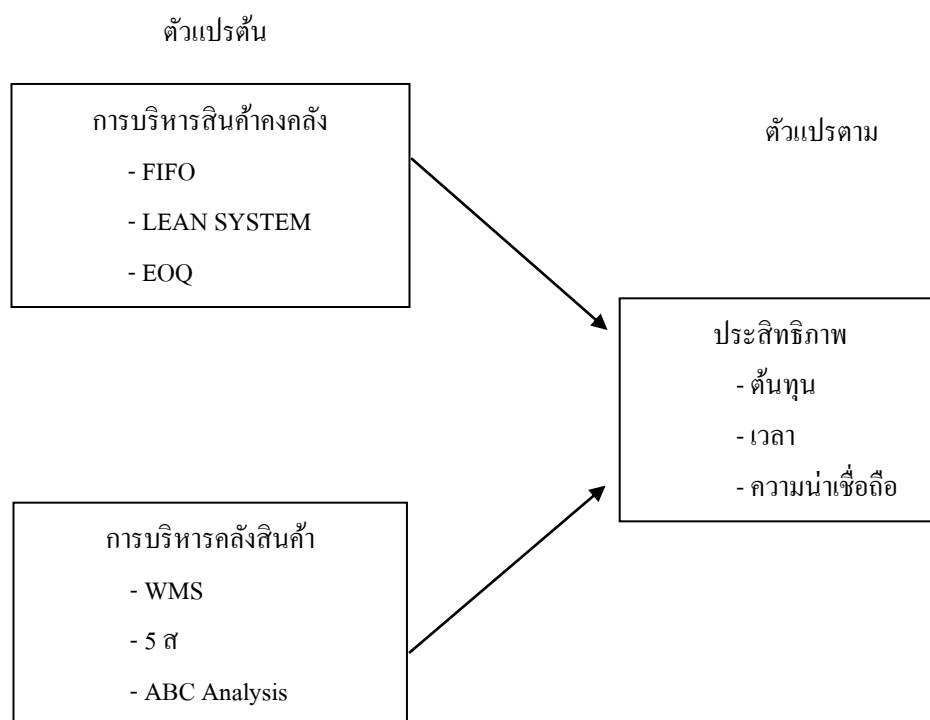 ตัวแปรต้น
การบริหารสินค้าคงคลัง
- FIFO
- LEAN SYSTEM
- EOQ
ตัวแปรตาม
ประสิทธิภาพ
- ต้นทุน
- เวลา
- ความน่าเชื่อถือ
การบริหารคลังสินค้า
- WMS
- 5 ส
- ABC Analysis